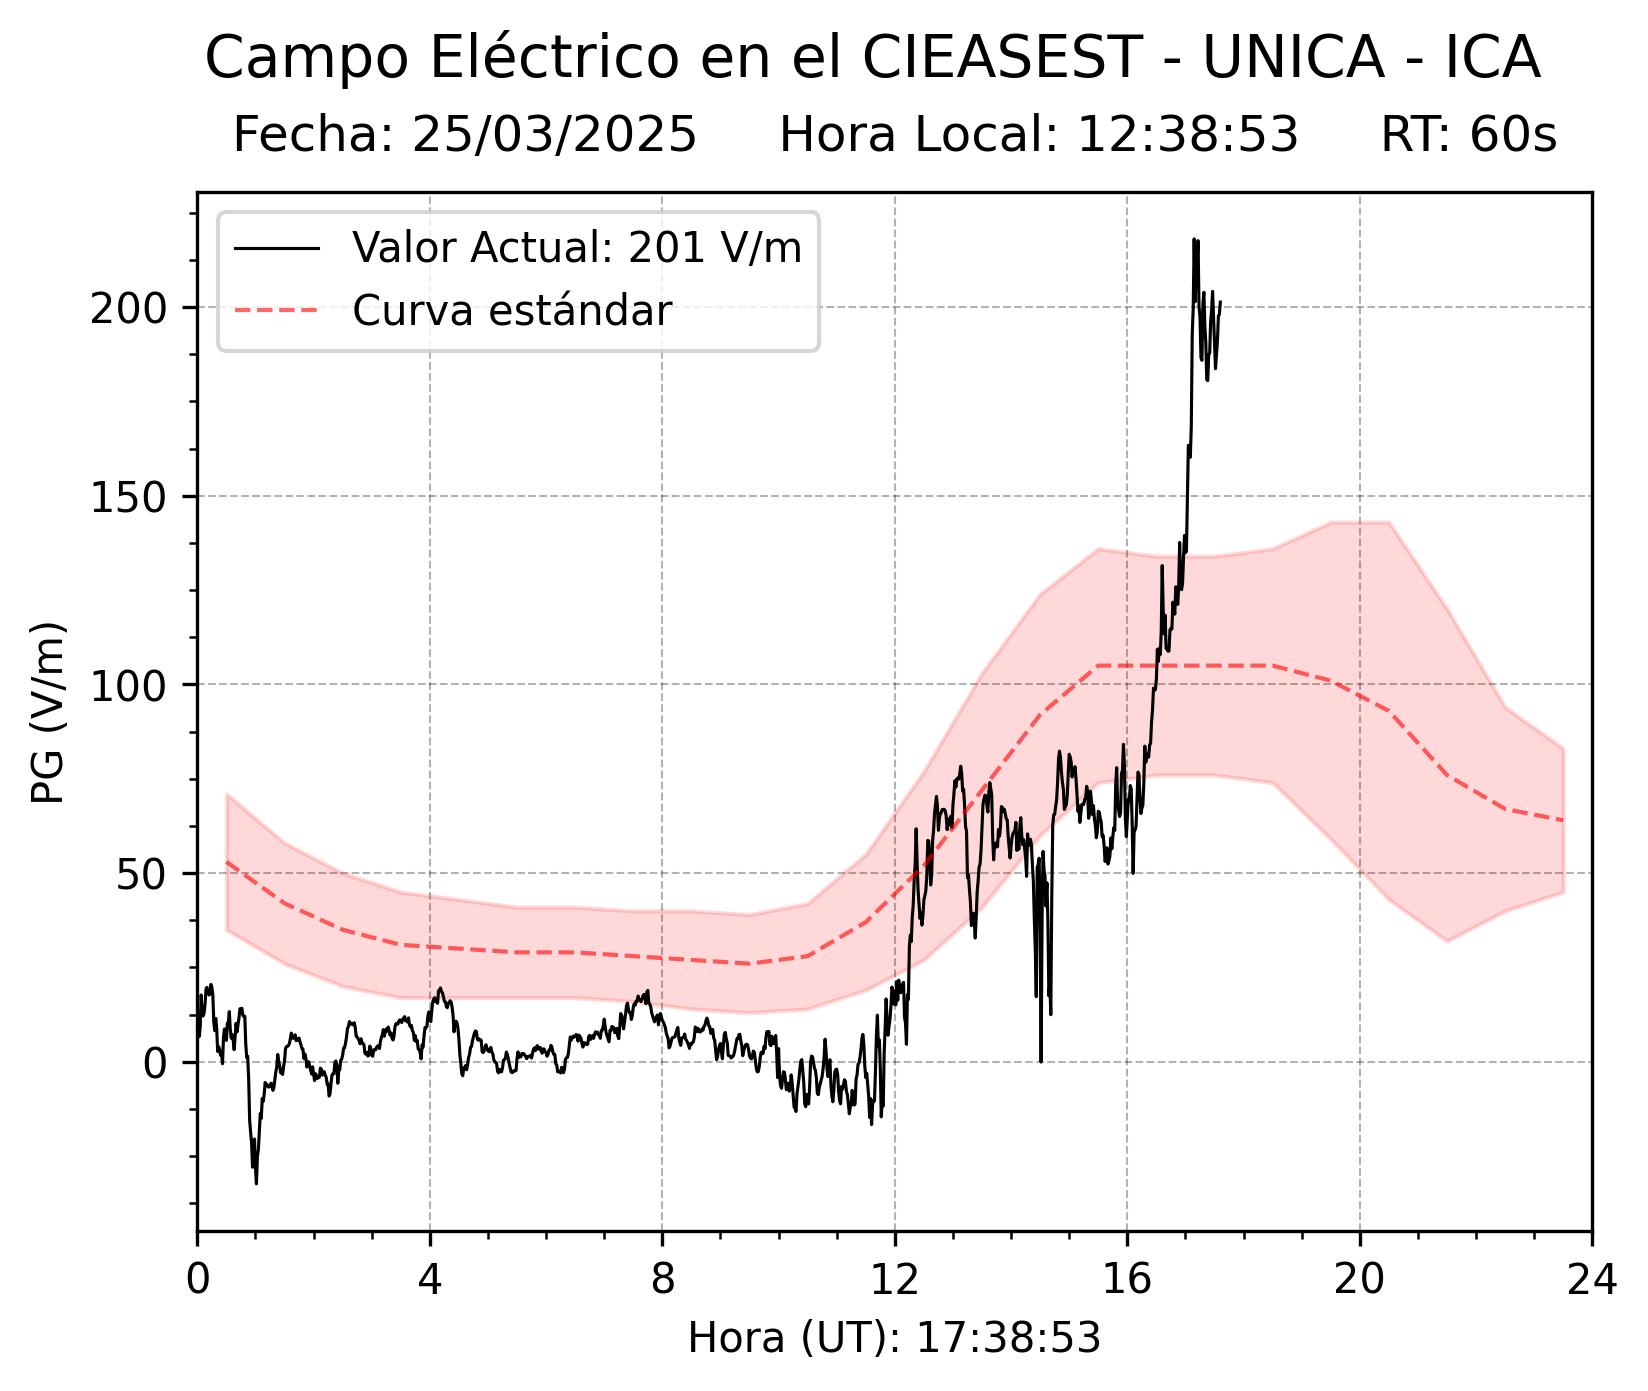 Campo Eléctrico en el CIEASEST - UNICA - ICA
Fecha: 25/03/2025 Hora Local: 12:38:53 RT: 60s
Valor Actual: 201 V/m
Curva estándar
PG (V/m)
200
150
100
50
0
0 4 8 12 16 20 24
Hora (UT): 17:38:53